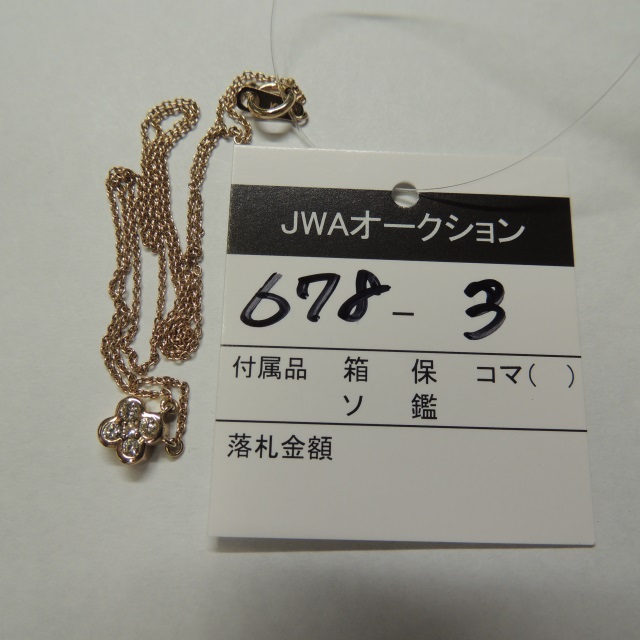 JWAオークション
678-3
付属品 箱 保 コマ( )
ソ 鑑
落札金額